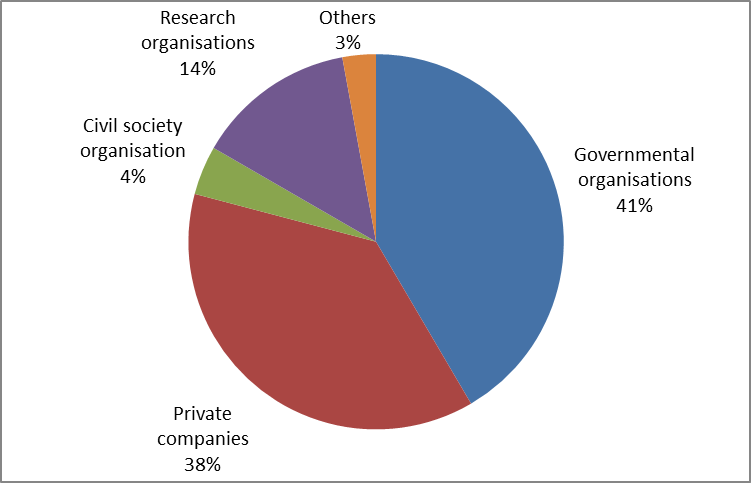 Others
3%
Research
organisations
14%
Civil society
organisation
4%
Governmental
organisations
41%
Private
companies
38%